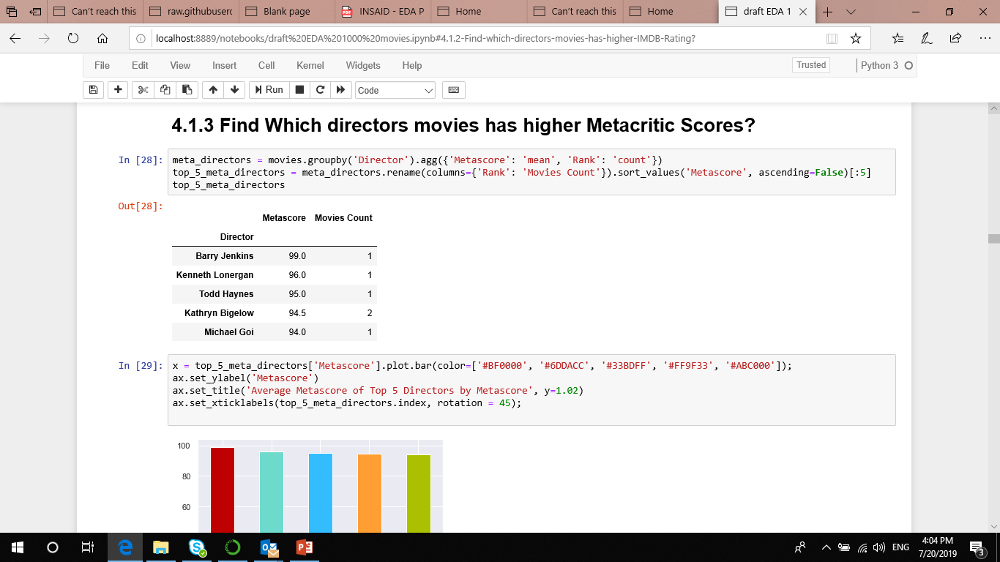 Can't reach this
raw.githubuserc
Blank page
INSAID - EDA P
Home
Can't reach this
Home
draft EDA 1
localhost:8889/notebooks/draft%20EDA%201000%20movies.ipynb#4.1.2-Find-which-directors-movies-has-higher-IMDB-Rating?
File Edit View Insert Cell Kernel Widgets Help Trusted Python 3
Run Code
4.1.3 Find Which directors movies has higher Metacritic Scores?
In [28]: meta_directors = movies.groupby('Director').agg({'Metascore': 'mean', 'Rank': 'count'})
top_5_meta_directors = meta_directors.rename(columns={'Rank': 'Movies Count'}).sort_values('Metascore', ascending=False)[:5]
top_5_meta_directors
Out[28]:
Metascore Movies Count
Director
Barry Jenkins 99.0 1
Kenneth Lonergan 96.0 1
Todd Haynes 95.0 1
Kathryn Bigelow 94.5 2
Michael Goi 94.0 1
In [29]: x = top_5_meta_directors['Metascore'].plot.bar(color=['#BF0000', '#6DDACC', '#33BDFF', '#FF9F33', '#ABC000']);
ax.set_ylabel('Metascore')
ax.set_title('Average Metascore of Top 5 Directors by Metascore', y=1.02)
ax.set_xticklabels(top_5_meta_directors.index, rotation = 45);
100
80
60
ENG
4:04 PM
7/20/2019
3